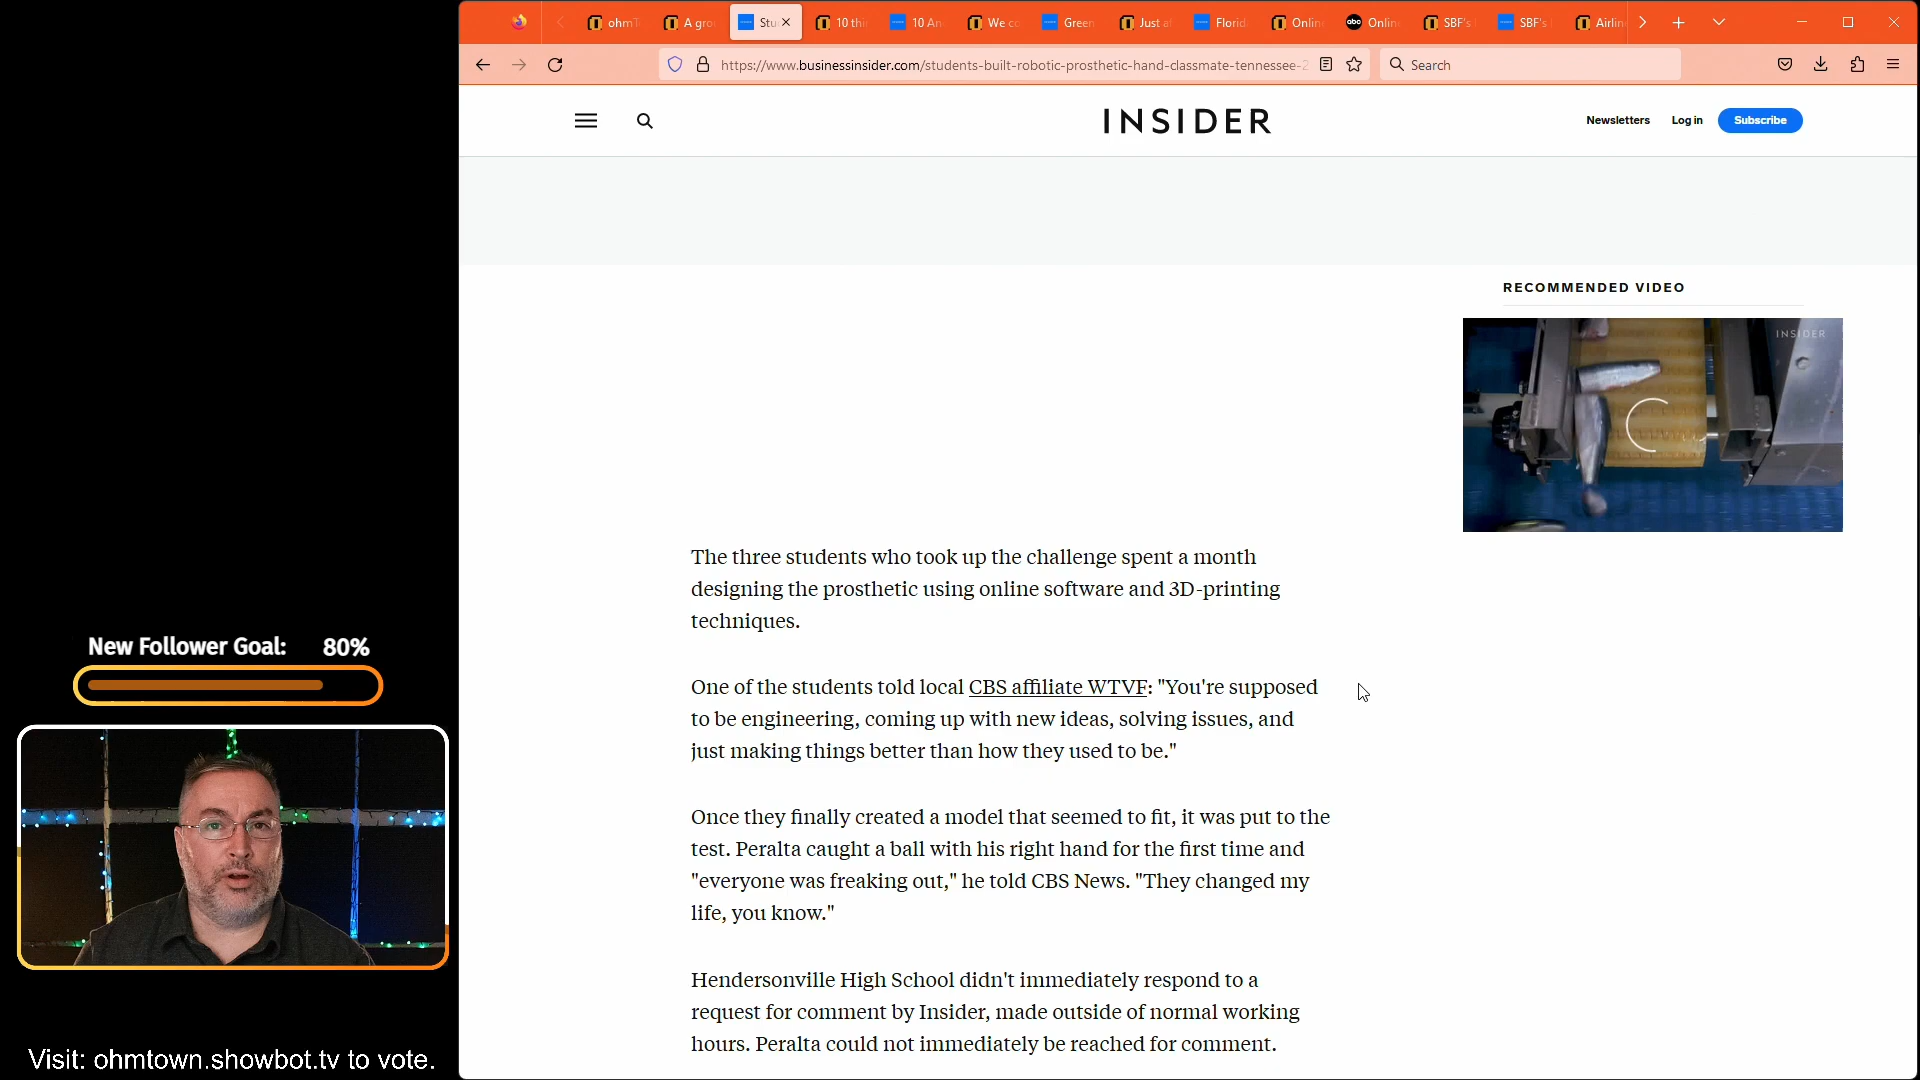 ohmT
A gro
Stu
10 thi
10 An
We co
Green
Just a
Florid
Onlin
abc
Onlin
SBF's
SBF's
Airlin
https://www.businessinsider.com/students-built-robotic-prosthetic-hand-classmate-tennessee-2
Search
INSIDER
Newsletters
Log in
Subscribe
RECOMMENDED VIDEO
INSIDER
The three students who took up the challenge spent a month
designing the prosthetic using online software and 3D-printing
techniques.
One of the students told local CBS affiliate WTVF: "You're supposed
to be engineering, coming up with new ideas, solving issues, and
just making things better than how they used to be."
Once they finally created a model that seemed to fit, it was put to the
test. Peralta caught a ball with his right hand for the first time and
"everyone was freaking out," he told CBS News. "They changed my
life, you know."
Hendersonville High School didn't immediately respond to a
request for comment by Insider, made outside of normal working
hours. Peralta could not immediately be reached for comment.
New Follower Goal: 80%
Visit: ohmtown.showbot.tv to vote.